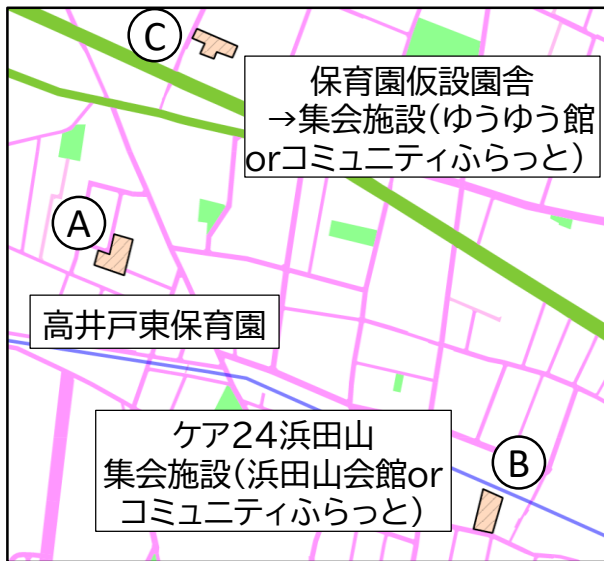 C
保育園仮設園舎
→集会施設(ゆうゆう館
orコミュニティふらっと)
A
高井戸東保育園
ケア24浜田山
集会施設(浜田山会館or
コミュニティふらっと)
B